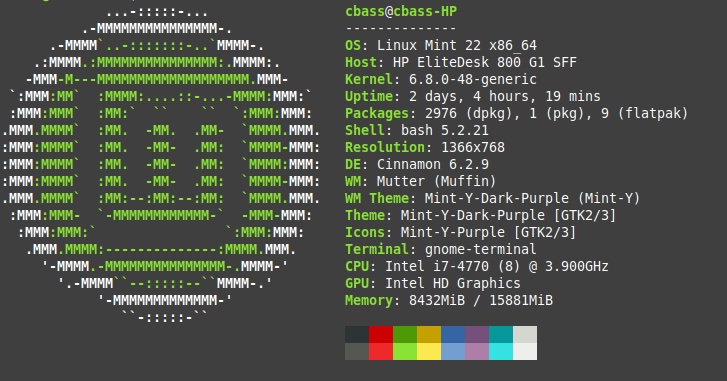 cbass@cbass-HP
--------------
OS: Linux Mint 22 x86_64
Host: HP EliteDesk 800 G1 SFF
Kernel: 6.8.0-48-generic
Uptime: 2 days, 4 hours, 19 mins
Packages: 2976 (dpkg), 1 (pkg), 9 (flatpak)
Shell: bash 5.2.21
Resolution: 1366x768
DE: Cinnamon 6.2.9
WM: Mutter (Muffin)
WM Theme: Mint-Y-Dark-Purple (Mint-Y)
Theme: Mint-Y-Dark-Purple [GTK2/3]
Icons: Mint-Y-Purple [GTK2/3]
Terminal: gnome-terminal
CPU: Intel i7-4770 (8) @ 3.900GHz
GPU: Intel HD Graphics
Memory: 8432MiB / 15881MiB